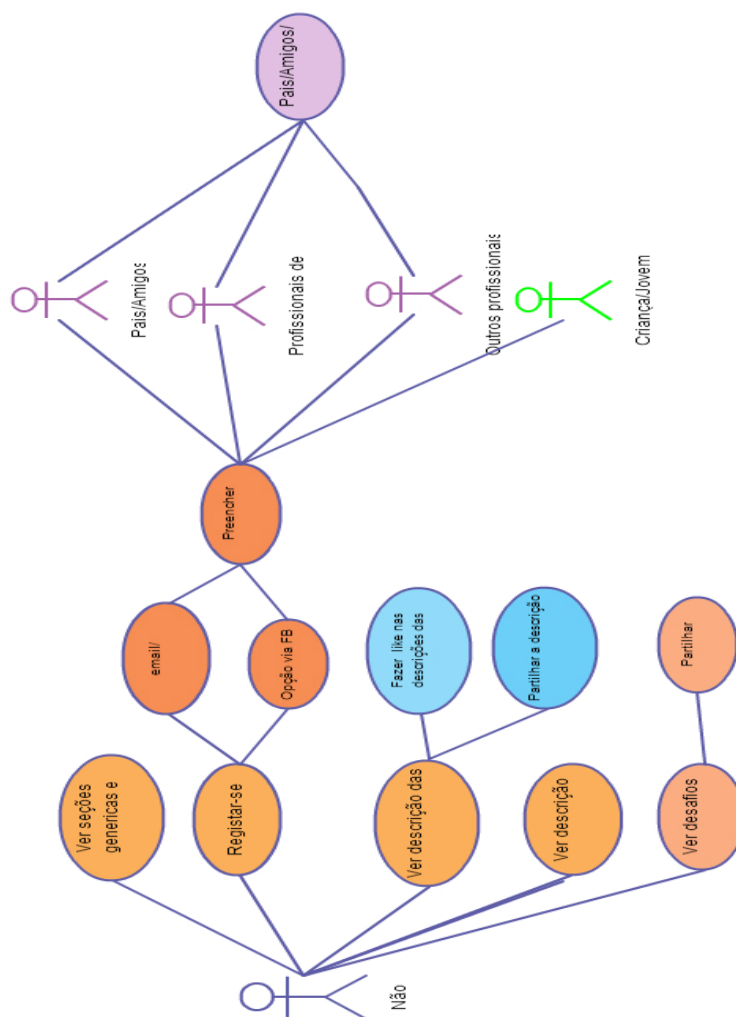 Não
Ver seções
genericas e
Registar-se
Ver descrição das
Ver descrição
Ver desafios
email/
Opção via FB
Fazer like nas
descrições das
Partilhar a descrição
Partilhar
Preencher
Pais/Amigos
Profissionais de
Outros profissionais
Criança/Jovem
Pais/Amigos/